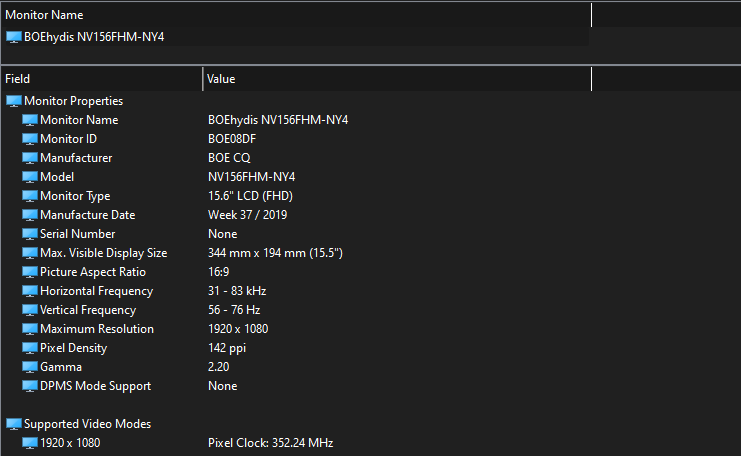 Monitor Name
BOEhydis NV156FHM-NY4
Field Value
Monitor Properties
Monitor Name BOEhydis NV156FHM-NY4
Monitor ID BOE08DF
Manufacturer BOE CQ
Model NV156FHM-NY4
Monitor Type 15.6" LCD (FHD)
Manufacture Date Week 37 / 2019
Serial Number None
Max. Visible Display Size 344 mm x 194 mm (15.5")
Picture Aspect Ratio 16:9
Horizontal Frequency 31 - 83 kHz
Vertical Frequency 56 - 76 Hz
Maximum Resolution 1920 x 1080
Pixel Density 142 ppi
Gamma 2.20
DPMS Mode Support None
Supported Video Modes
1920 x 1080 Pixel Clock: 352.24 MHz